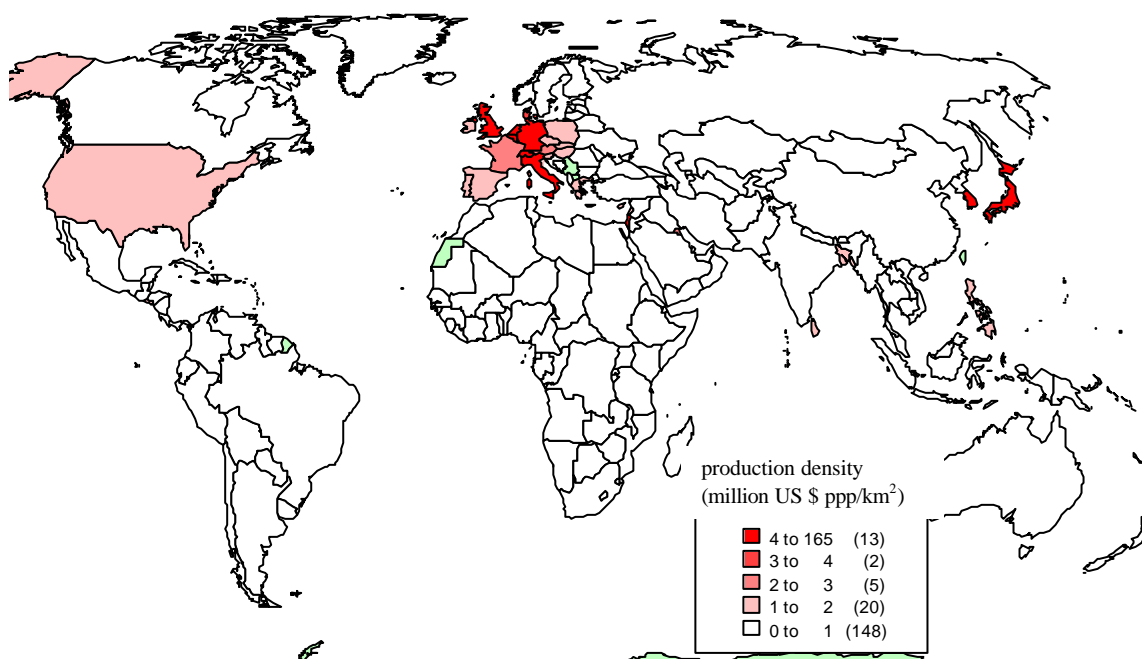 production density
(million US $ ppp/km²)
4 to 165 (13)
3 to 4 (2)
2 to 3 (5)
1 to 2 (20)
0 to 1 (148)